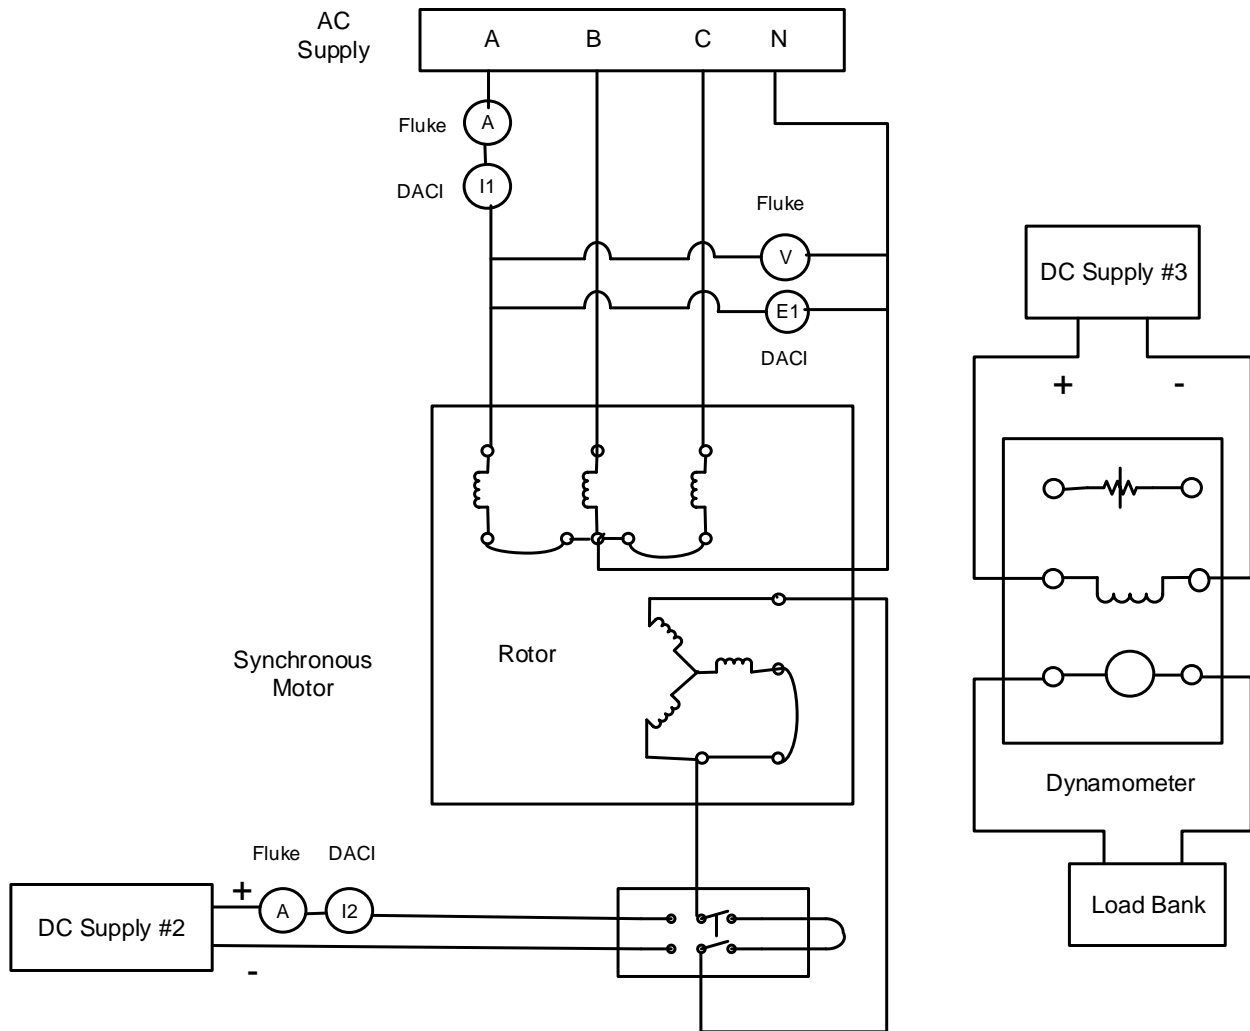 AC
Supply
A B C N
Fluke
A
DACI
I1
Fluke
V
E1
DACI
DC Supply #3
+ -
Synchronous
Motor
Rotor
Dynamometer
Load Bank
Fluke DACI
+
A I2
DC Supply #2
-